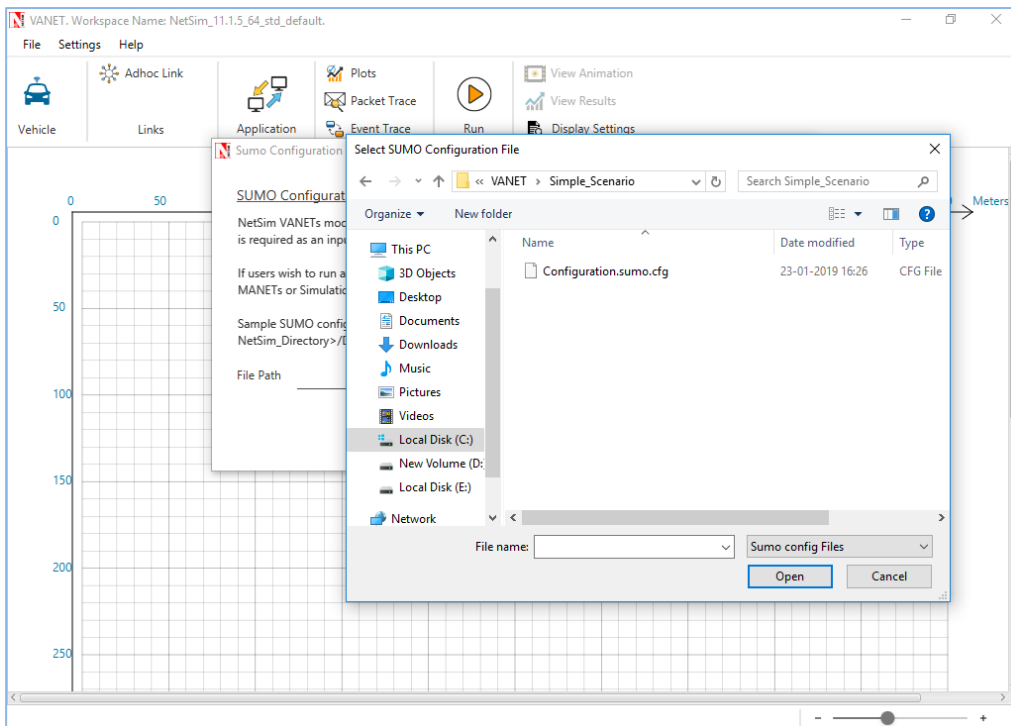 VANET. Workspace Name: NetSim_11.1.5_64_std_default.
File Settings Help
Adhoc Link
Plots
View Animation
Packet Trace
View Results
Vehicle Links Application Event Trace Run Display Settings
Sumo Configuration
Select SUMO Configuration File
« VANET › Simple_Scenario
Search Simple_Scenario
Organize New folder
0 50 Meters
SUMO Configurat
NetSim VANETs mod
is required as an inpu
If users wish to run a
MANETs or Simulatio
Sample SUMO config
NetSim_Directory>/D
File Path
This PC
3D Objects
Desktop
Documents
Downloads
Music
Pictures
Videos
Local Disk (C:)
New Volume (D:
Local Disk (E:)
Network
Name Date modified Type
Configuration.sumo.cfg 23-01-2019 16:26 CFG File
File name: Sumo config Files
Open Cancel
0
50
100
150
200
250